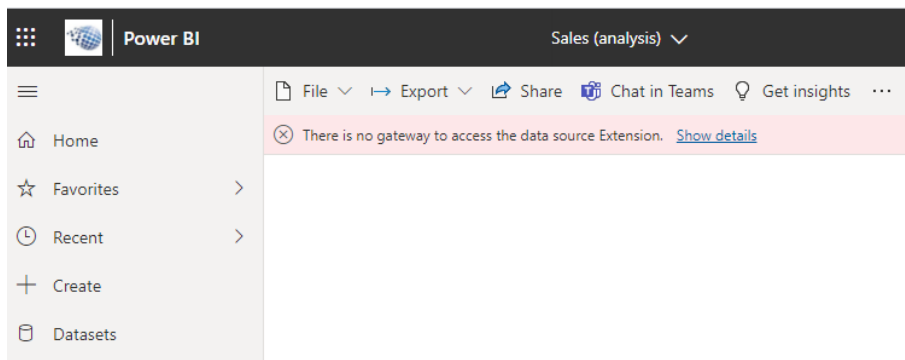 Power BI
Sales (analysis)
File
Export
Share
Chat in Teams
Get insights
There is no gateway to access the data source Extension. Show details
Home
Favorites
Recent
Create
Datasets